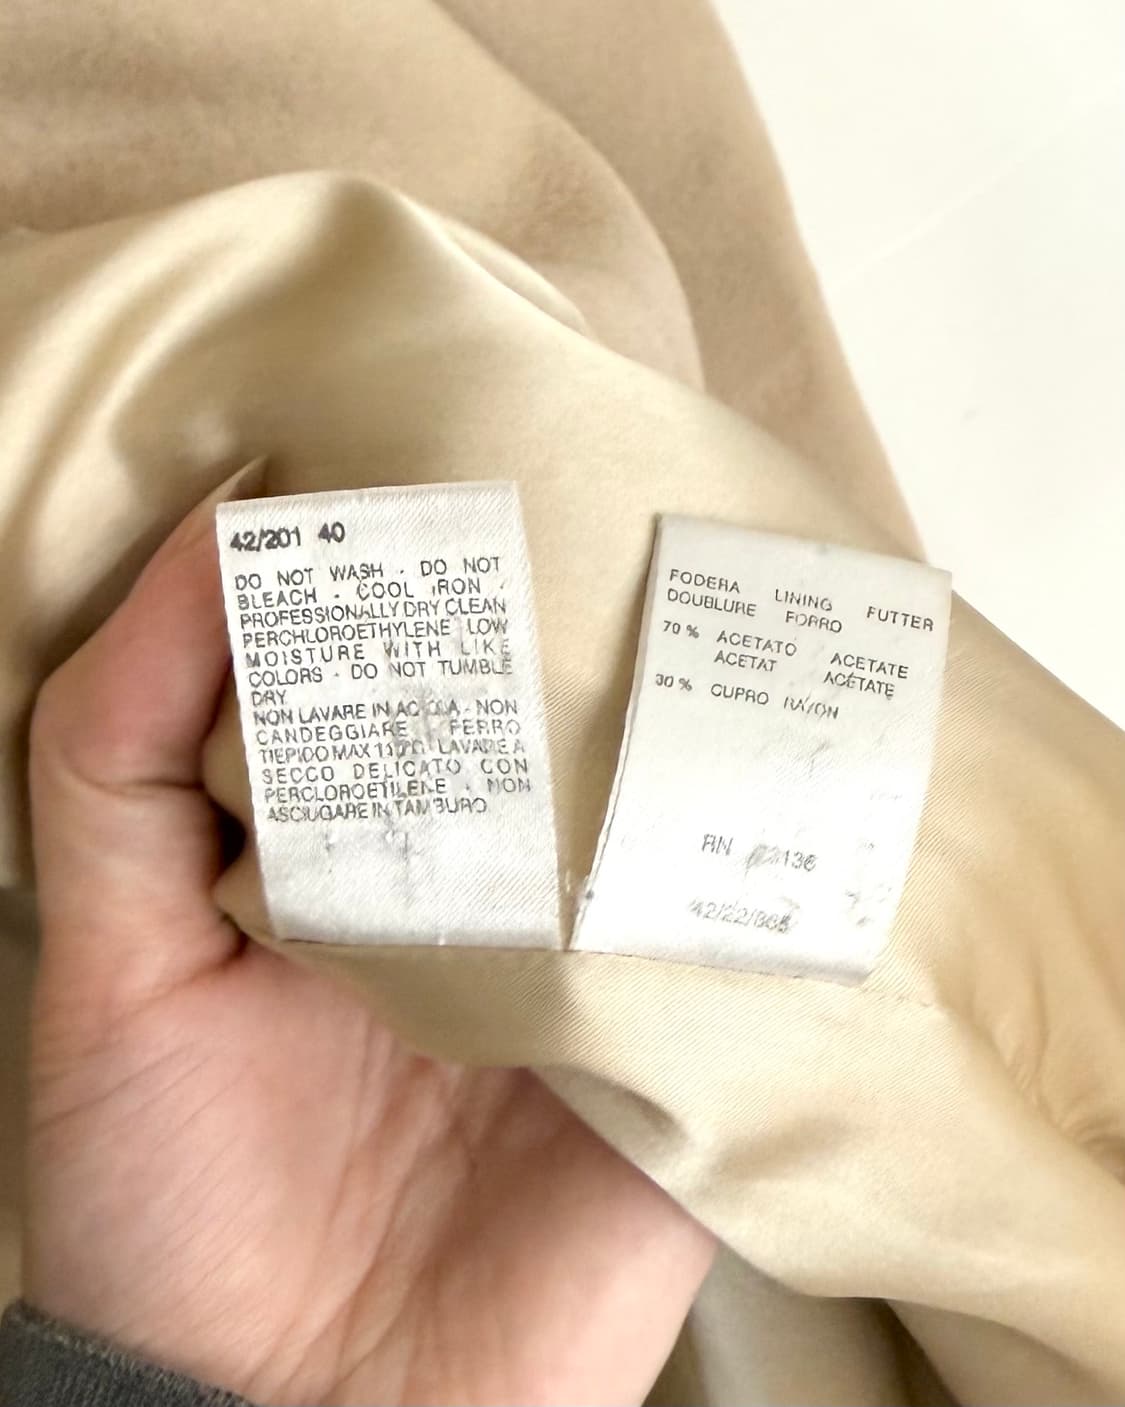 42/201 40
DO NOT WASH - DO NOT
BLEACH - COOL IRON -
PROFESSIONALLY DRY CLEAN
PERCHLOROETHYLENE LOW
MOISTURE WITH LIKE
COLORS - DO NOT TUMBLE
DRY
NON LAVARE IN ACQUA - NON
CANDEGGIARE FERRO
TIEPIDO MAX LAVARE A
SECCO DELICATO CON
PERCLOROETILENE - NON
ASCIUGARE IN TAMBURO
FODERA LINING FUTTER
DOUBLURE FORRO
70 % ACETATO ACETATE
ACETAT ACÉTATE
30 % CUPRO RAYON
RN